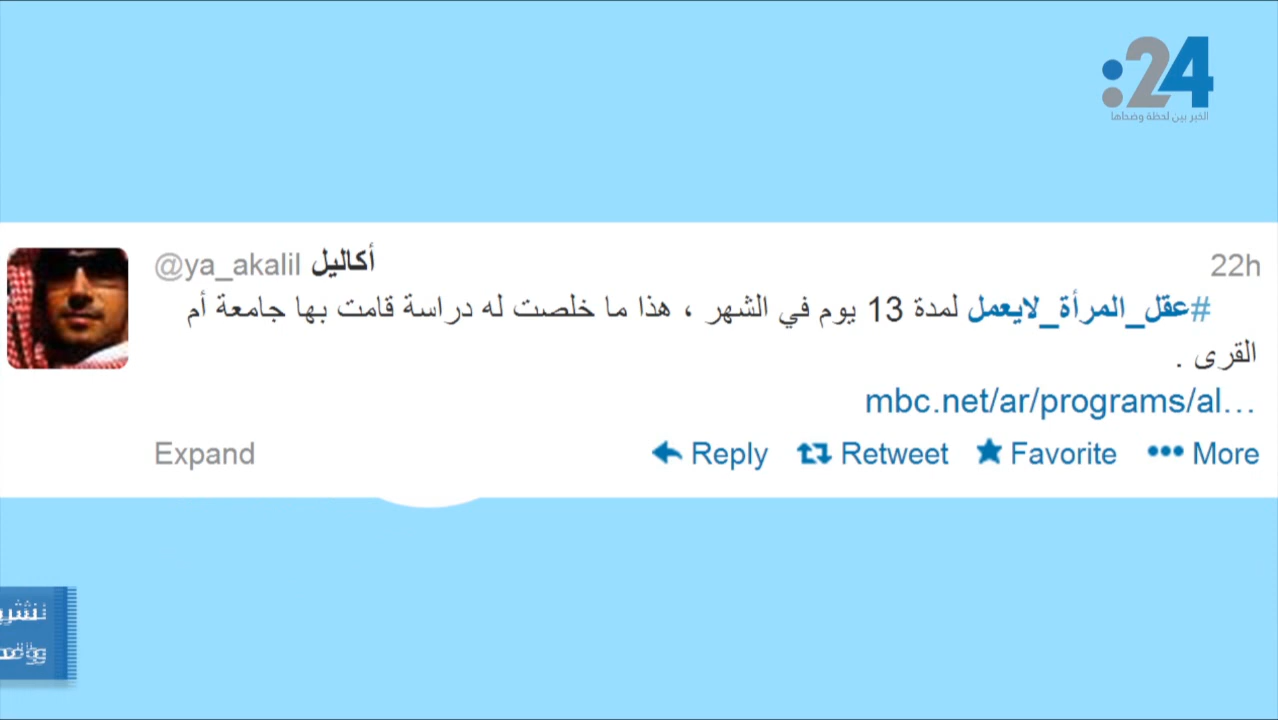 :24
الخبر بين لحظة وضحاها
أكاليل @ya_akalil
22h
#عقل_المرأة_لايعمل لمدة 13 يوم في الشهر ، هذا ما خلصت له دراسة قامت بها جامعة أم
القرى .
mbc.net/ar/programs/al…
Expand
Reply Retweet Favorite More